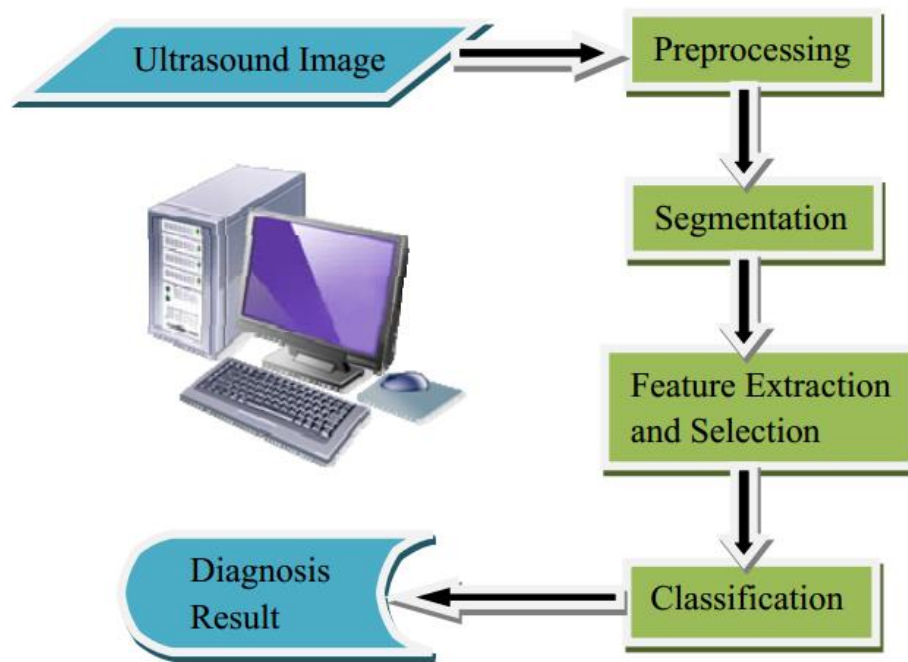 Ultrasound Image
Preprocessing
Segmentation
Feature Extraction
and Selection
Classification
Diagnosis
Result